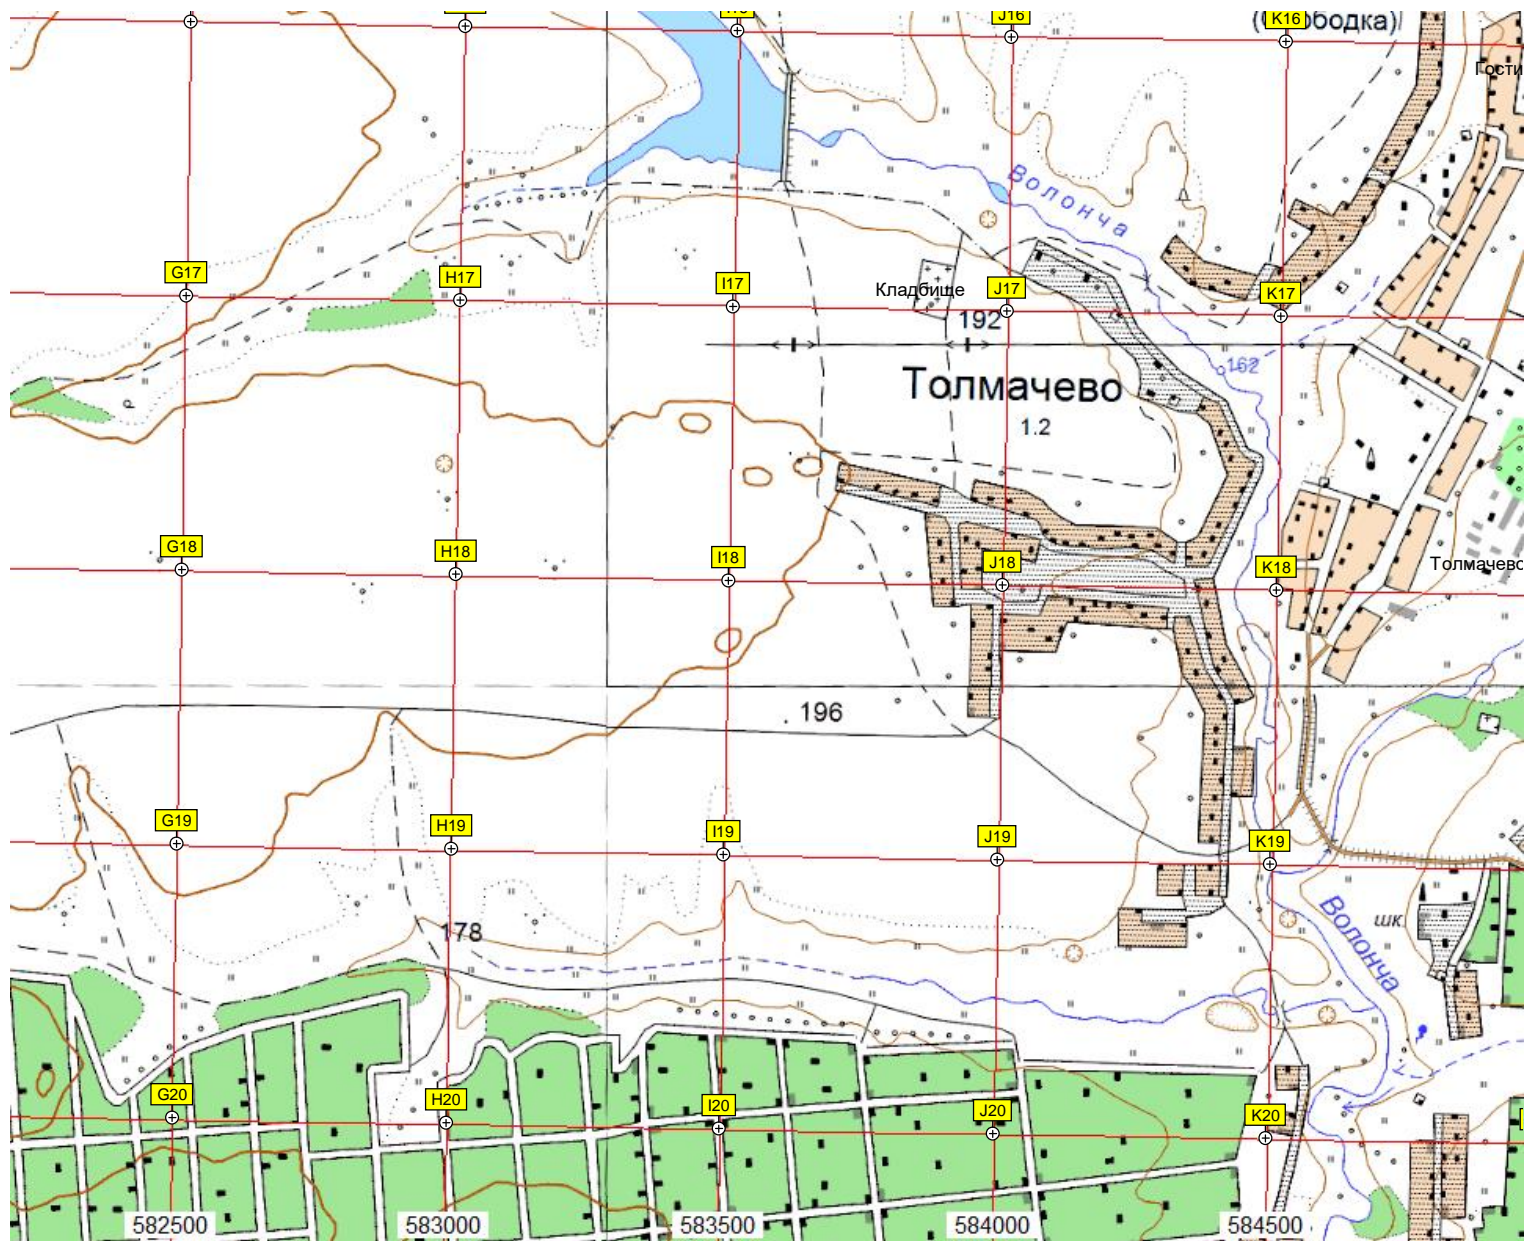 J16
K16
(Слободка)
Гости
Волонча
G17
H17
I17
J17
K17
Кладбище
192
162
Толмачево
1.2
G18
H18
I18
J18
K18
Толмачево
196
G19
H19
I19
J19
K19
178
Волонча
шк.
G20
H20
I20
J20
K20
582500
583000
583500
584000
584500